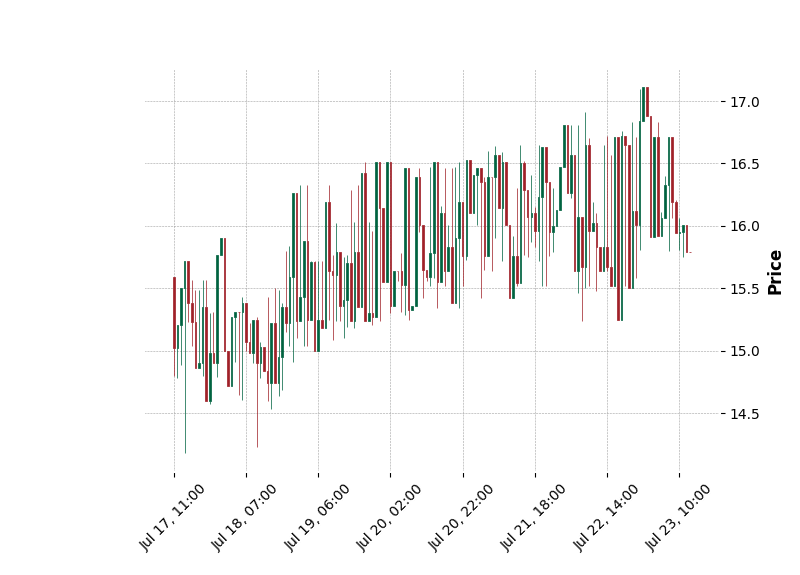 17.0
16.5
16.0
15.5
15.0
14.5
Price
Jul 17, 11:00
Jul 18, 07:00
Jul 19, 06:00
Jul 20, 02:00
Jul 20, 22:00
Jul 21, 18:00
Jul 22, 14:00
Jul 23, 10:00